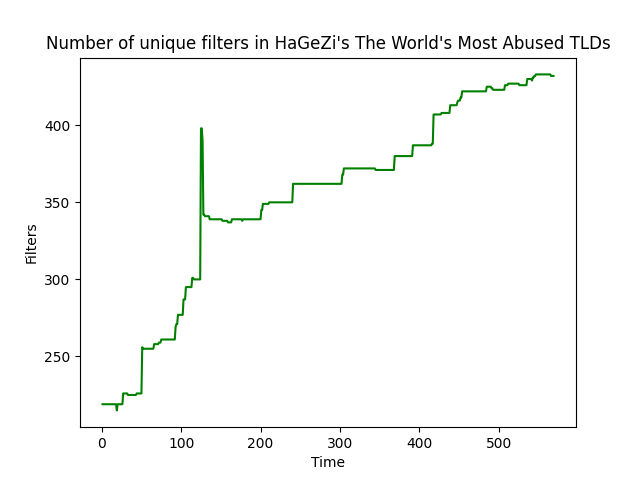 Number of unique filters in HaGeZi's The World's Most Abused TLDs
400
350
300
250
Filters
0 100 200 300 400 500
Time